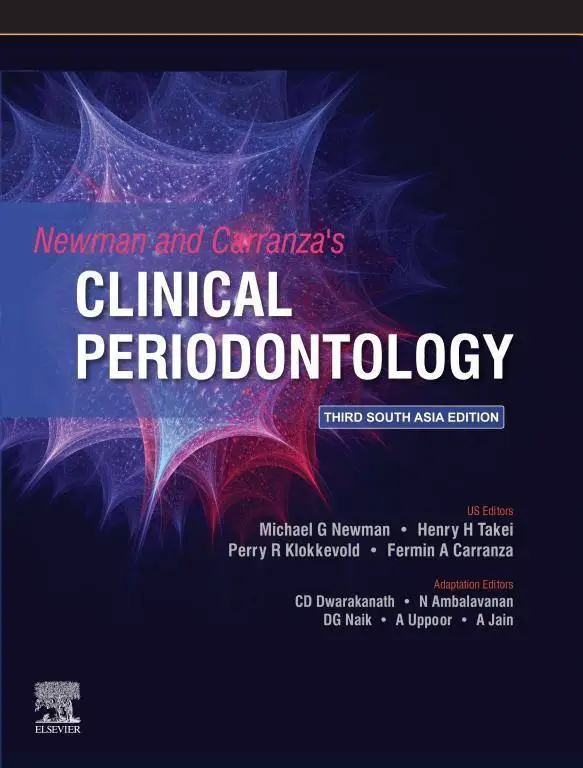 Newman and Carranza's
CLINICAL
PERIODONTOLOGY
THIRD SOUTH ASIA EDITION
US Editors
Michael G Newman • Henry H Takei
Perry R Klokkevold • Fermin A Carranza
Adaptation Editors
CD Dwarakanath • N Ambalavanan
DG Naik • A Uppoor • A Jain
ELSEVIER